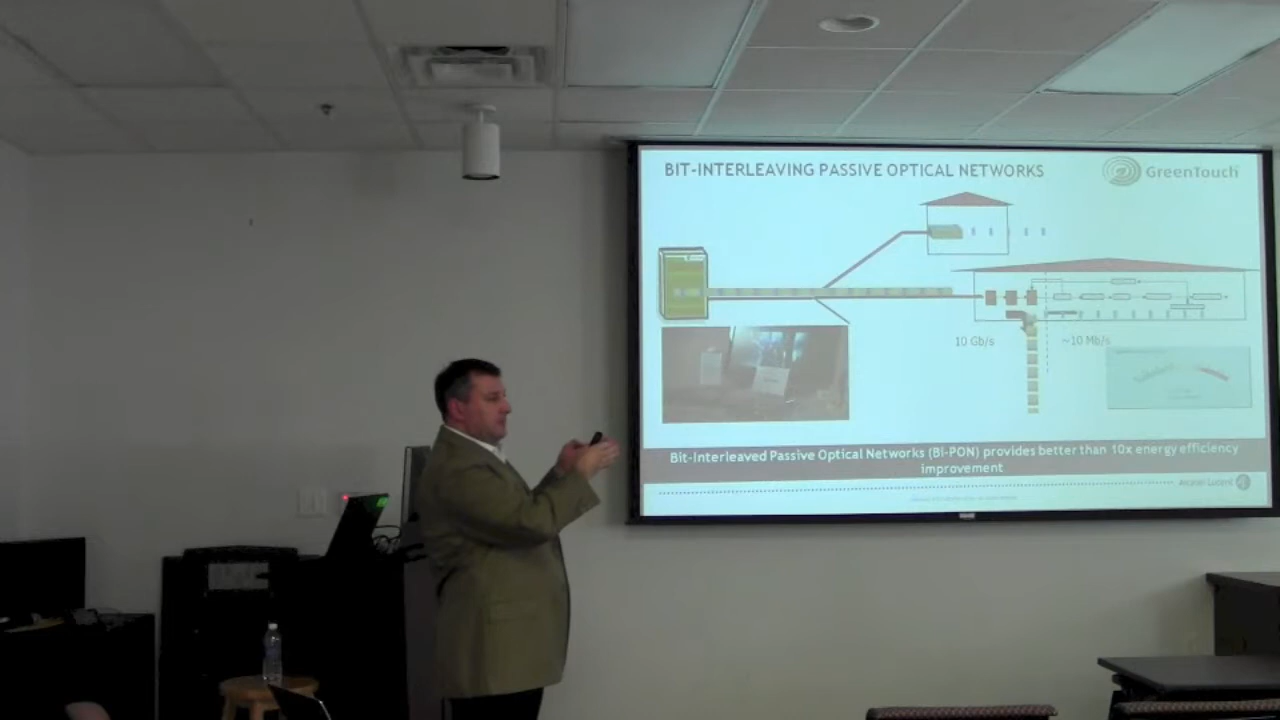 BIT-INTERLEAVING PASSIVE OPTICAL NETWORKS
GreenTouch
10 Gb/s
~10 Mb/s
Bit-Interleaved Passive Optical Networks (Bi-PON) provides better than 10x energy efficiency
improvement
Alcatel-Lucent